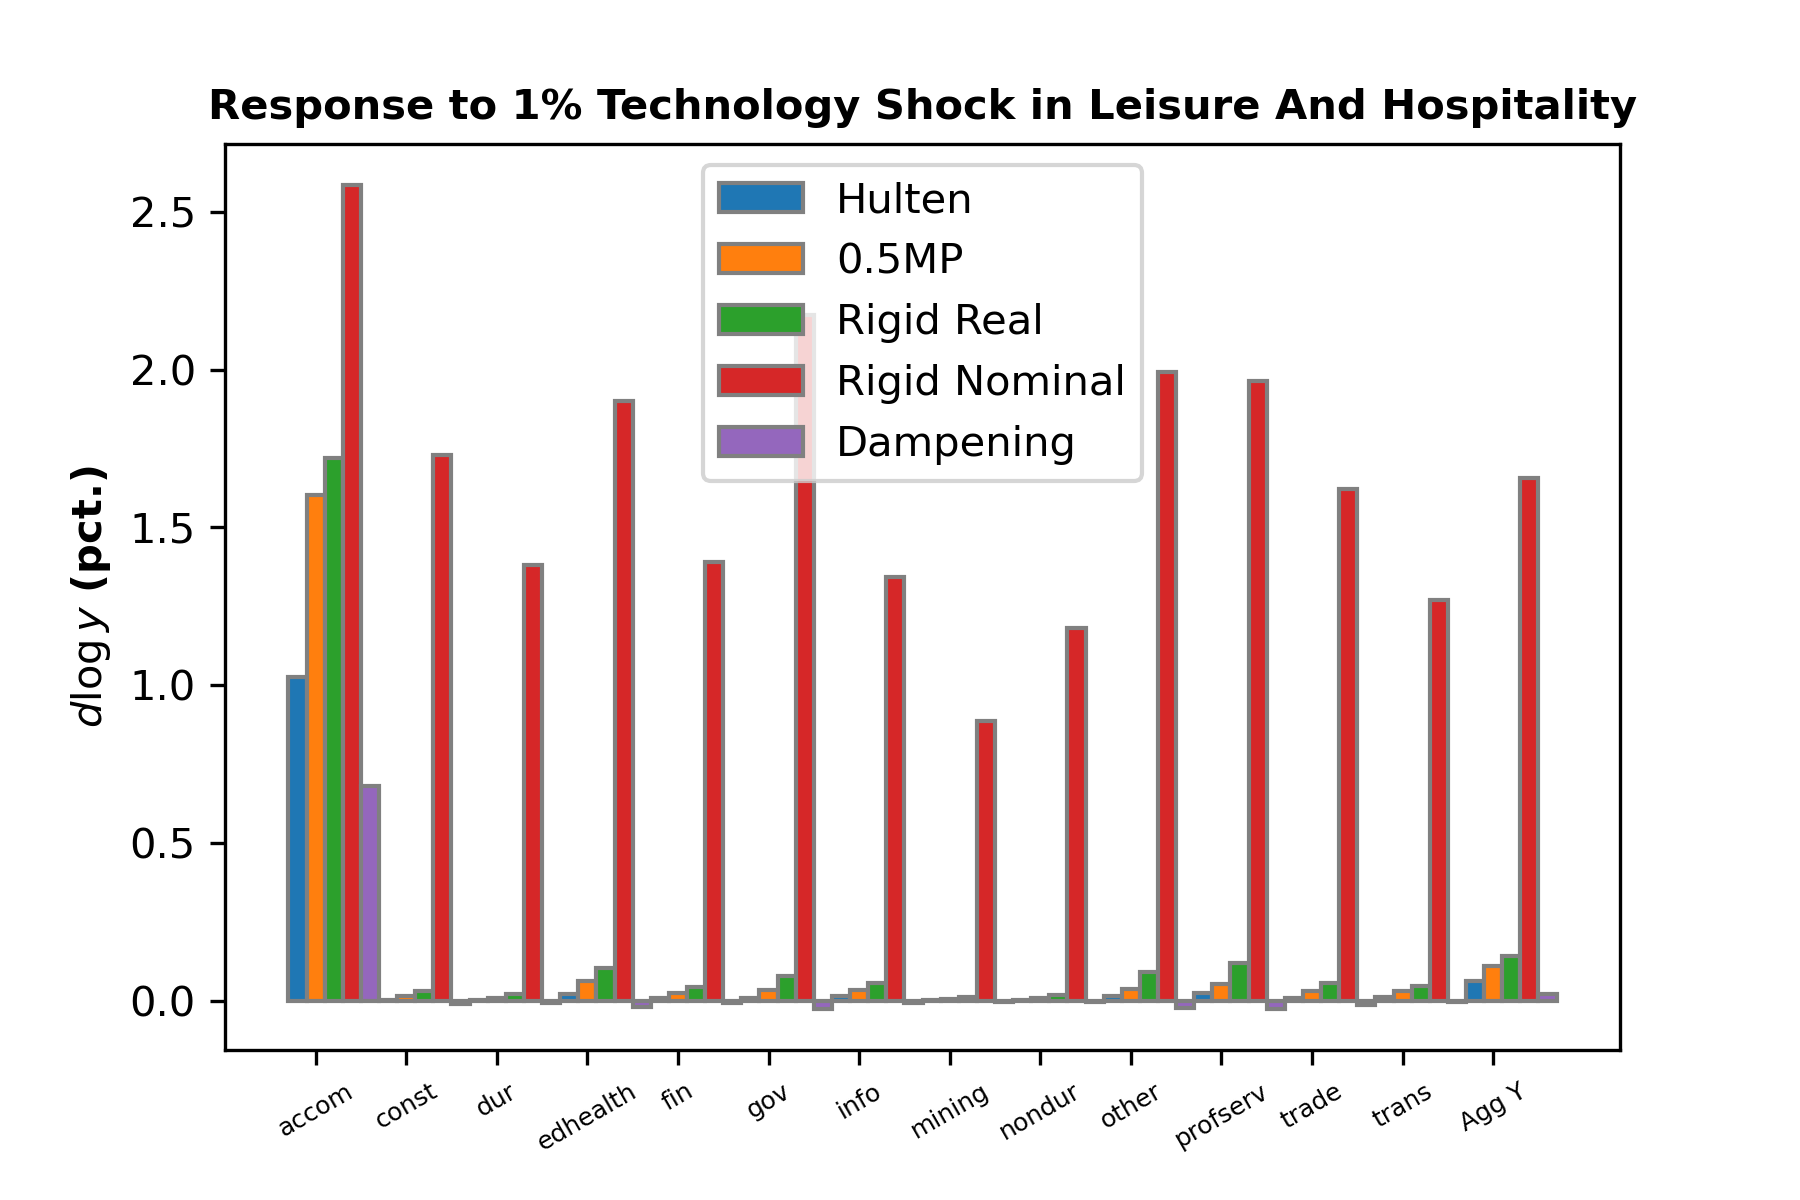 Response to 1% Technology Shock in Leisure And Hospitality
Hulten
0.5MP
Rigid Real
Rigid Nominal
Dampening
dlog y (pct.)
2.5
2.0
1.5
1.0
0.5
0.0
accom
const
dur
edhealth
fin
gov
info
mining
nondur
other
profserv
trade
trans
Agg Y